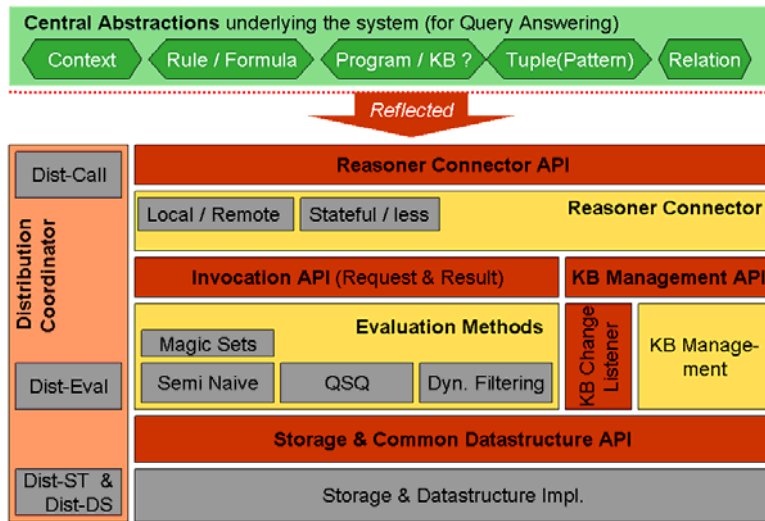 Central Abstractions underlying the system (for Query Answering)
Context
Rule / Formula
Program / KB ?
Tuple(Pattern)
Relation
Reflected
Dist-Call
Distribution
Coordinator
Dist-Eval
Dist-ST &
Dist-DS
Reasoner Connector API
Local / Remote
Stateful / less
Reasoner Connector
Invocation API (Request & Result)
KB Management API
Evaluation Methods
Magic Sets
Semi Naive
QSQ
Dyn. Filtering
KB Change
Listener
KB Manage-
ment
Storage & Common Datastructure API
Storage & Datastructure Impl.